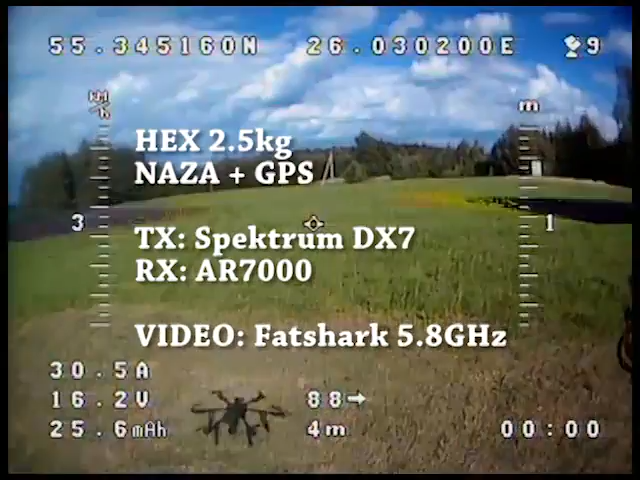 55.345160N 26.030200E 9
KM/h m
HEX 2.5kg
NAZA + GPS
3 1
TX: Spektrum DX7
RX: AR7000
VIDEO: Fatshark 5.8GHz
30.5A
16.2V 88→
25.6mAh 4m 00:00